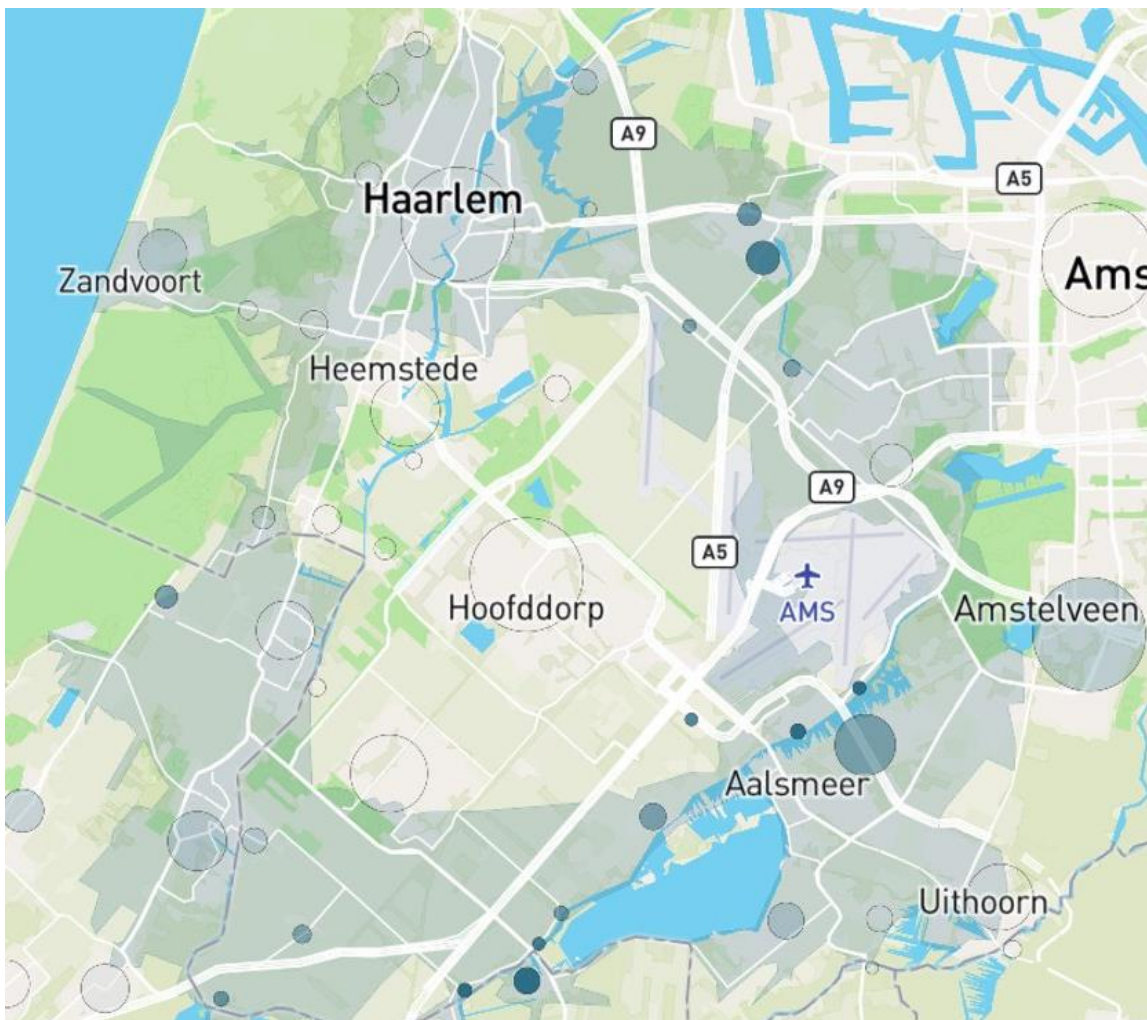 A9
A5
Haarlem
Zandvoort
Ams
Heemstede
A9
A5
AMS
Hoofddorp
Amstelveen
Aalsmeer
Uithoorn